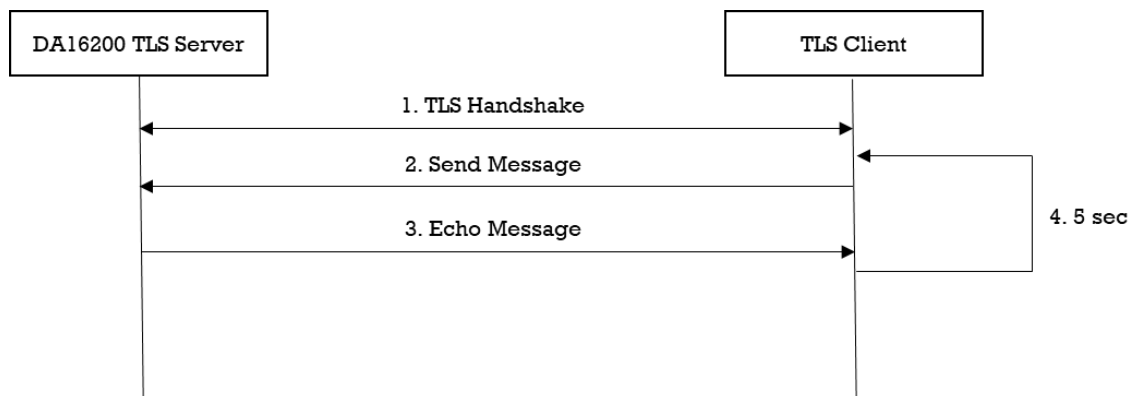 DA16200 TLS Server
TLS Client
1. TLS Handshake
2. Send Message
3. Echo Message
4. 5 sec